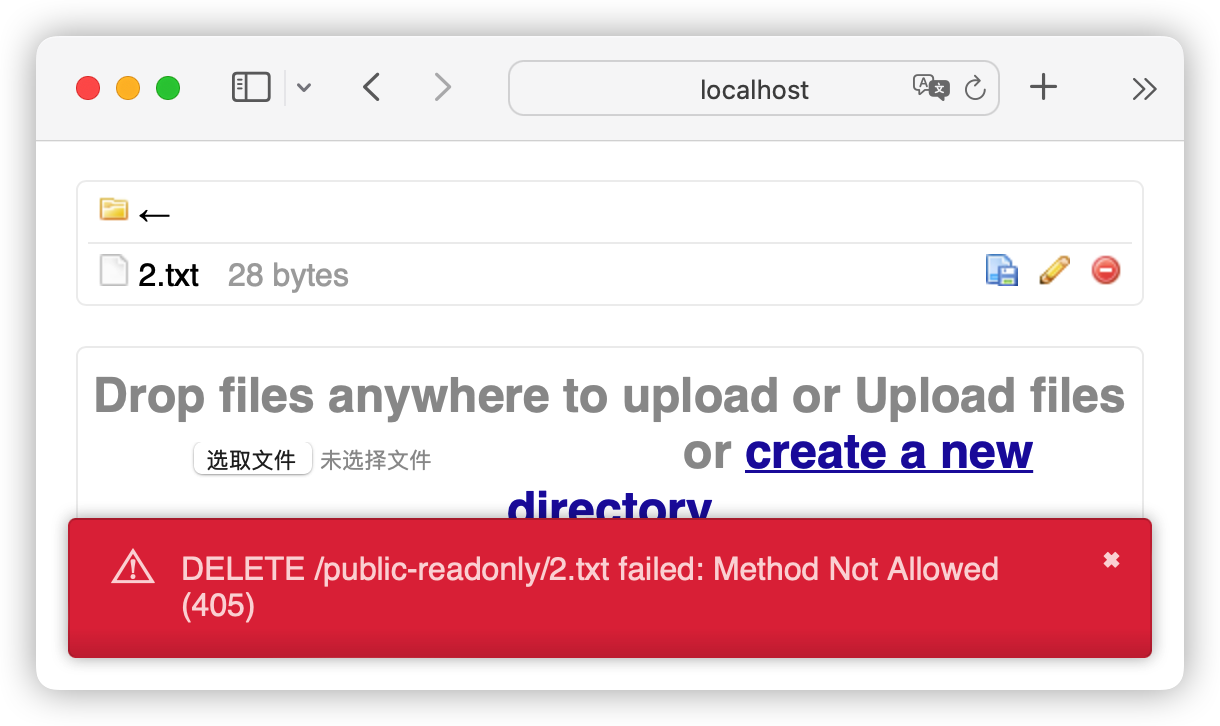 localhost
←
2.txt 28 bytes
Drop files anywhere to upload or Upload files
选取文件 未选择文件 or create a new
directory
DELETE /public-readonly/2.txt failed: Method Not Allowed
(405)